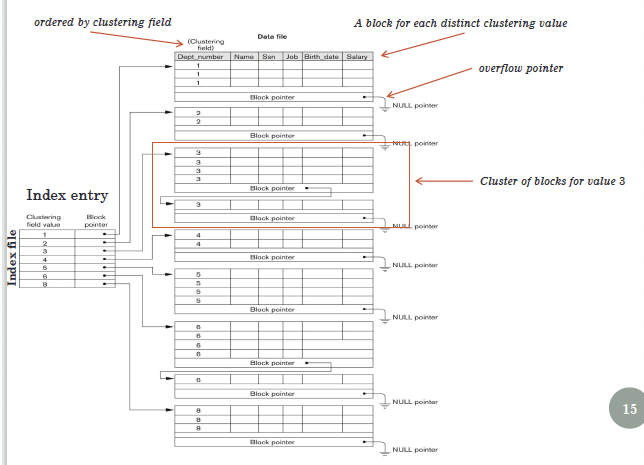 ordered by clustering field
A block for each distinct clustering value
Data file
(Clustering
field)
Dept_number Name Ssn Job Birth_date Salary
1
1
1
overflow pointer
Block pointer
NULL pointer
2
2
Block pointer
NULL pointer
3
3
3
3
Block pointer
Cluster of blocks for value 3
3
Block pointer
NULL pointer
Index entry
Clustering
field value
Block
pointer
Index file
1
2
3
4
5
6
8
4
4
Block pointer
NULL pointer
5
5
5
5
Block pointer
NULL pointer
6
6
6
6
Block pointer
6
Block pointer
NULL pointer
15
8
8
8
Block pointer
NULL pointer